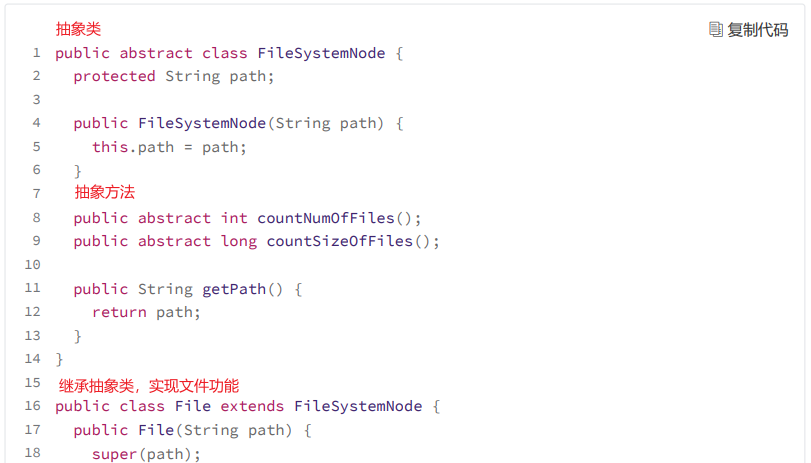 抽象类
复制代码
1 public abstract class FileSystemNode {
2   protected String path;
3
4   public FileSystemNode(String path) {
5     this.path = path;
6   }
7   抽象方法
8   public abstract int countNumOfFiles();
9   public abstract long countSizeOfFiles();
10
11   public String getPath() {
12     return path;
13   }
14 }
15 继承抽象类，实现文件功能
16 public class File extends FileSystemNode {
17   public File(String path) {
18     super(path);